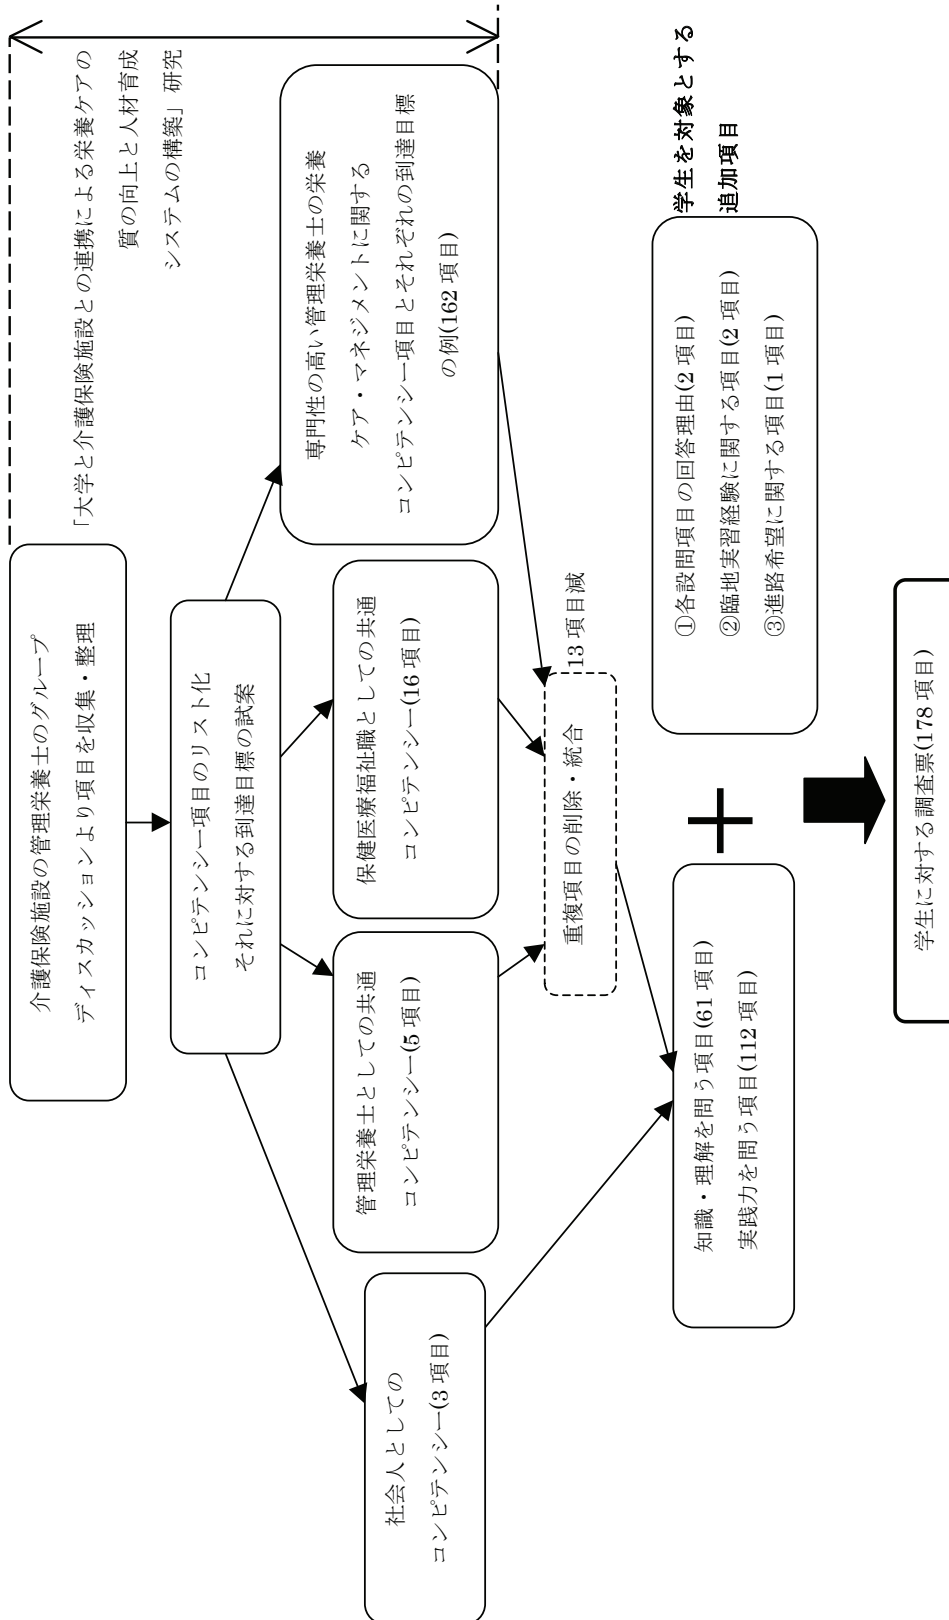 介護保険施設の管理栄養士のグループ
ディスカッションより項目を収集・整理
「大学と介護保険施設との連携による栄養ケアの
質の向上と人材育成
システムの構築」研究
コンピテンシー項目のリスト化
それに対する到達目標の試案
社会人としての
コンピテンシー(3 項目)
管理栄養士としての共通
コンピテンシー(5 項目)
保健医療福祉職としての共通
コンピテンシー(16 項目)
専門性の高い管理栄養士の栄養
ケア・マネジメントに関する
コンピテンシー項目とそれぞれの到達目標
の例(162 項目)
重複項目の削除・統合
13 項目減
知識・理解を問う項目(61 項目)
実践力を問う項目(112 項目)
＋
①各設問項目の回答理由(2 項目)
②臨地実習経験に関する項目(2 項目)
③進路希望に関する項目(1 項目)
学生を対象とする
追加項目
学生に対する調査票(178 項目)